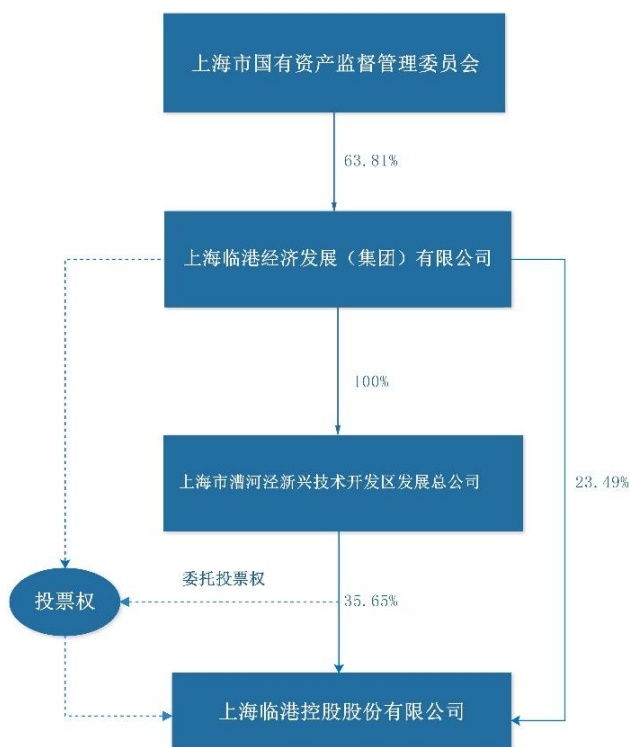 上海市国有资产监督管理委员会
63.81%
上海临港经济发展（集团）有限公司
100%
上海市漕河泾新兴技术开发区发展总公司
23.49%
委托投票权
投票权
35.65%
上海临港控股股份有限公司